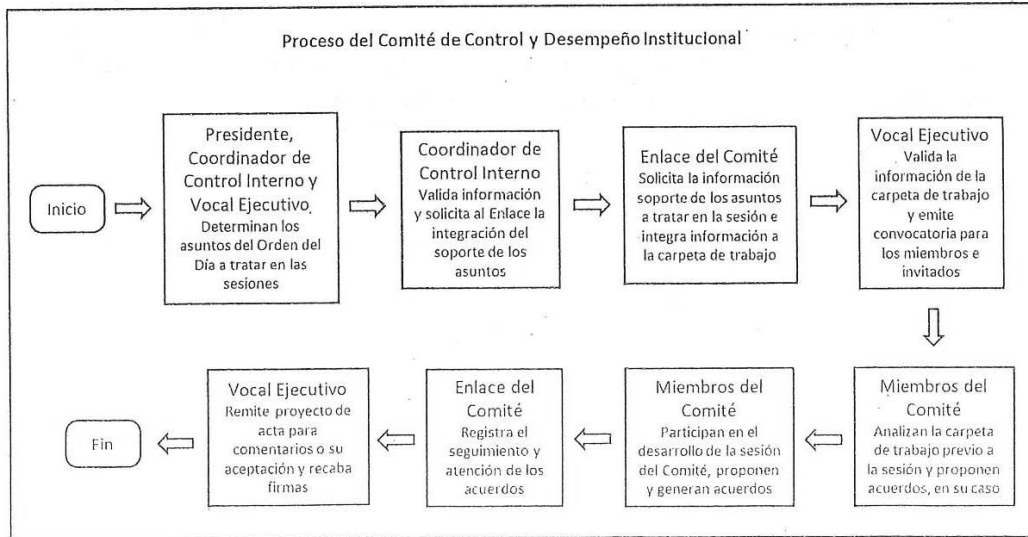 Proceso del Comité de Control y Desempeño Institucional
Inicio
Presidente,
Coordinador de
Control Interno y
Vocal Ejecutivo
Determinan los
asuntos del Orden del
Día a tratar en las
sesiones
Coordinador de
Control Interno
Valida información
y solicita al Enlace la
integración del
soporte de los
asuntos
Enlace del Comité
Solicita la información
soporte de los asuntos
a tratar en la sesión e
integra información a
la carpeta de trabajo
Vocal Ejecutivo
Valida la
información de la
carpeta de trabajo
y emite
convocatoria para
los miembros e
invitados
Miembros del
Comité
Analizan la carpeta
de trabajo previo a
la sesión y proponen
acuerdos, en su caso
Miembros del
Comité
Participan en el
desarrollo de la sesión
del Comité, proponen
y generan acuerdos
Enlace del
Comité
Registra el
seguimiento y
atención de los
acuerdos
Vocal Ejecutivo
Remite proyecto de
acta para
comentarios o su
aceptación y recaba
firmas
Fin